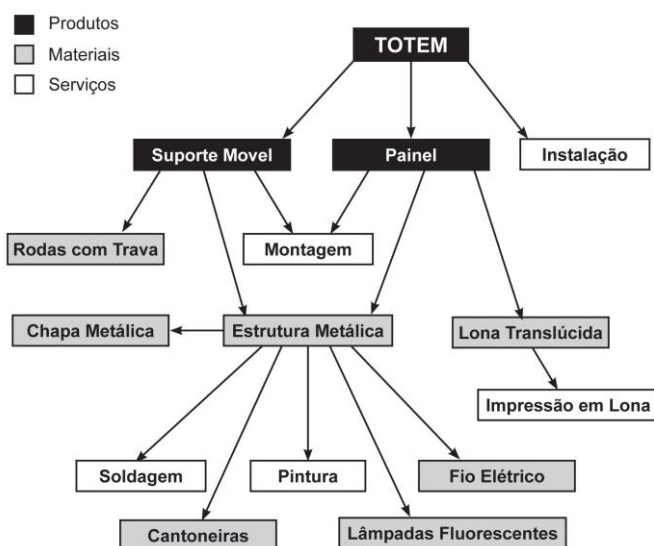 Produtos
Materiais
Serviços
TOTEM
Suporte Movel
Painel
Instalação
Rodas com Trava
Montagem
Chapa Metálica
Estrutura Metálica
Lona Translúcida
Impressão em Lona
Soldagem
Pintura
Fio Elétrico
Cantoneiras
Lâmpadas Fluorescentes